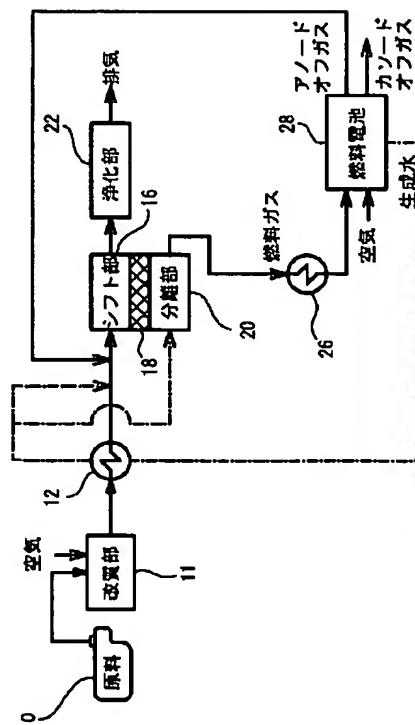 0
原料
空気
改質部
11
12
シフト部
16
18
分離部
20
浄化部
22
排気
燃料ガス
26
空気
燃料電池
28
アノード
オフガス
カソード
オフガス
生成水